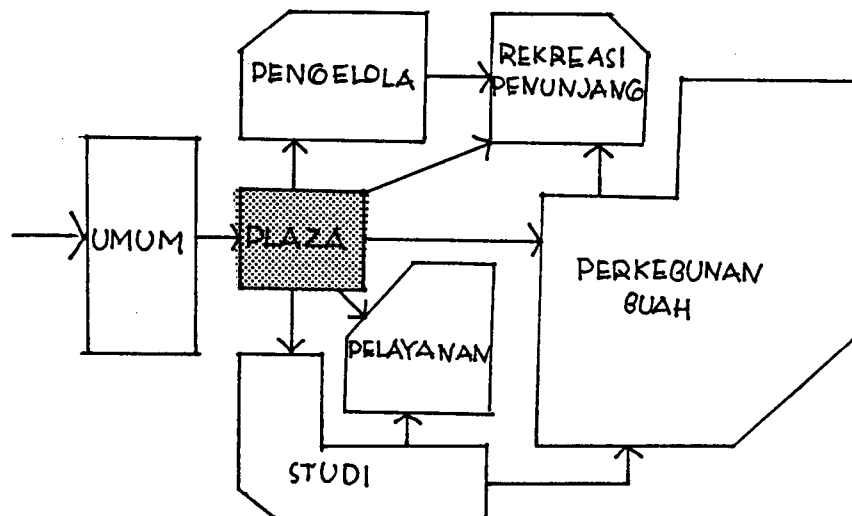 PENGELOLA
REKREASI
PENUNJANG
UMUM
PLAZA
PERKEBUNAN
BUAH
PELAYANAN
STUDI